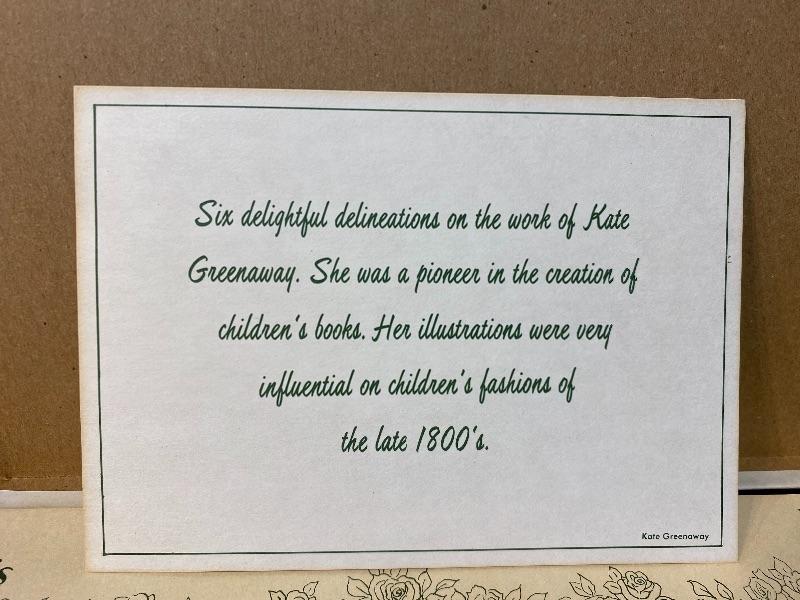 Six delightful delineations on the work of Kate
Greenaway. She was a pioneer in the creation of
children's books. Her illustrations were very
influential on children's fashions of
the late 1800's.
Kate Greenaway